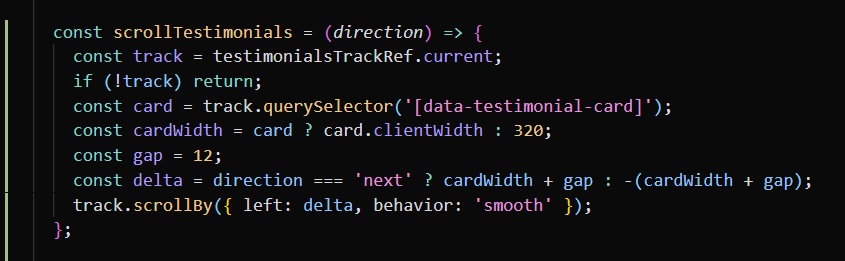 const scrollTestimonials = (direction) => {
const track = testimonialsTrackRef.current;
if (!track) return;
const card = track.querySelector('[data-testimonial-card]');
const cardWidth = card ? card.clientWidth : 320;
const gap = 12;
const delta = direction === 'next' ? cardWidth + gap : -(cardWidth + gap);
track.scrollBy({ left: delta, behavior: 'smooth' });
};